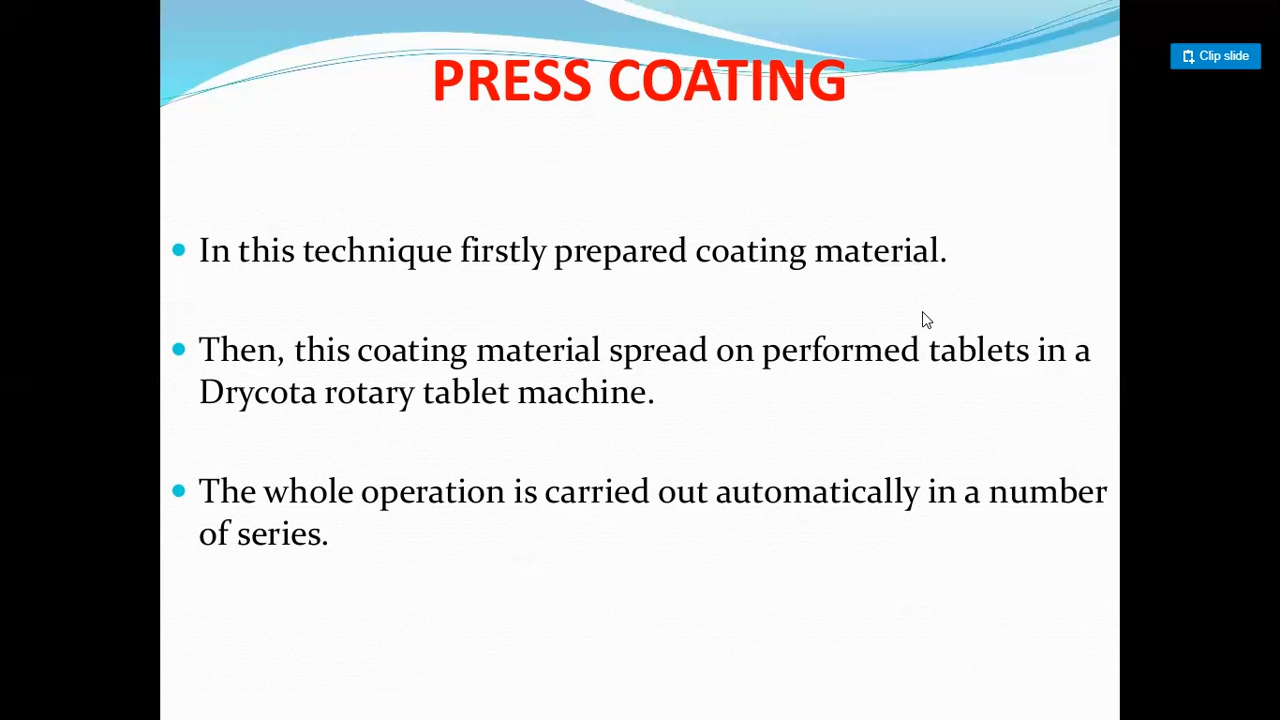 Clip slide
PRESS COATING
• In this technique firstly prepared coating material.
• Then, this coating material spread on performed tablets in a
Drycota rotary tablet machine.
• The whole operation is carried out automatically in a number
of series.